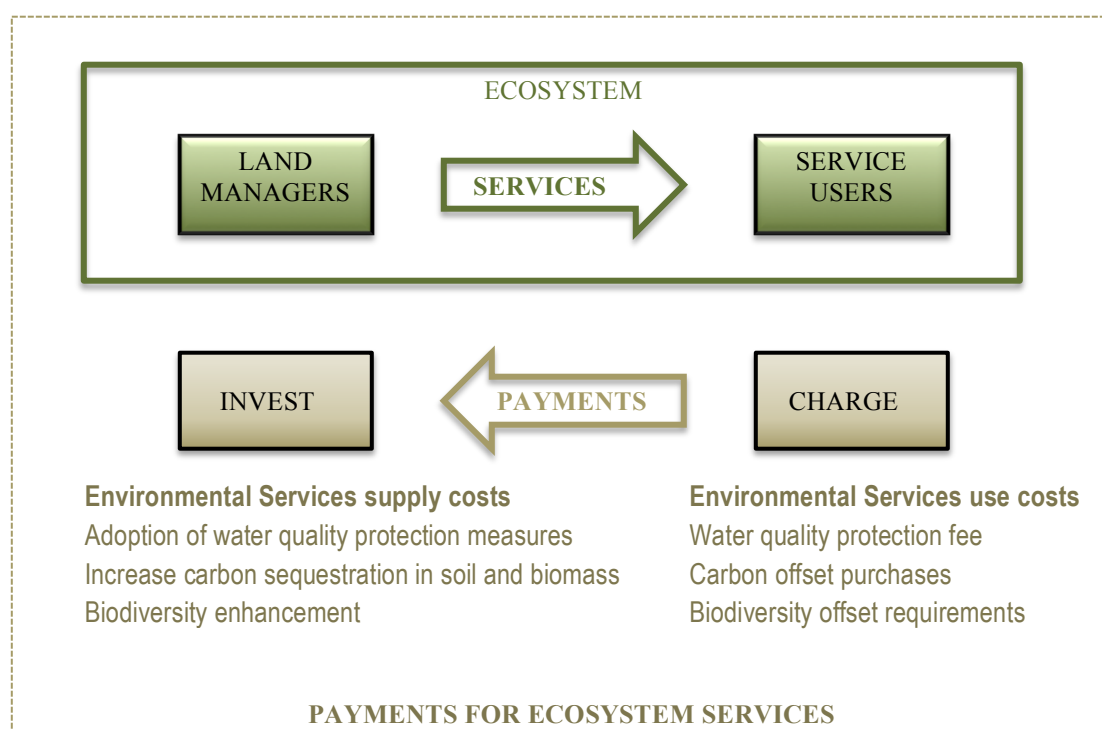 ECOSYSTEM
LAND
MANAGERS
SERVICES
SERVICE
USERS
INVEST
PAYMENTS
CHARGE
Environmental Services supply costs
Adoption of water quality protection measures
Increase carbon sequestration in soil and biomass
Biodiversity enhancement
Environmental Services use costs
Water quality protection fee
Carbon offset purchases
Biodiversity offset requirements
PAYMENTS FOR ECOSYSTEM SERVICES